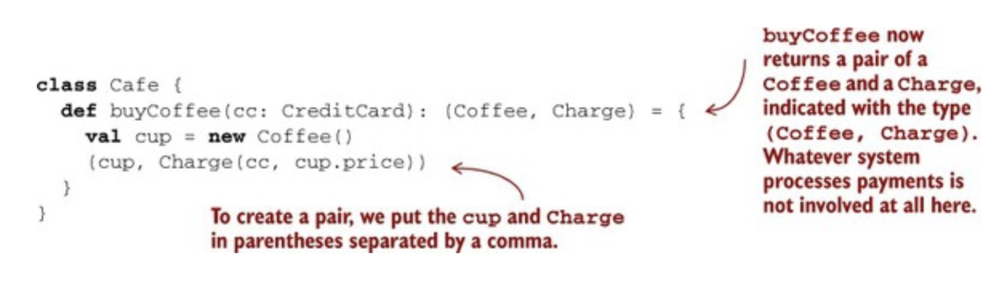 class Cafe {
def buyCoffee(cc: CreditCard): (Coffee, Charge) = {
val cup = new Coffee()
(cup, Charge(cc, cup.price))
}
}
buyCoffee now
returns a pair of a
Coffee and a Charge,
indicated with the type
(Coffee, Charge).
Whatever system
processes payments is
not involved at all here.
To create a pair, we put the cup and Charge
in parentheses separated by a comma.